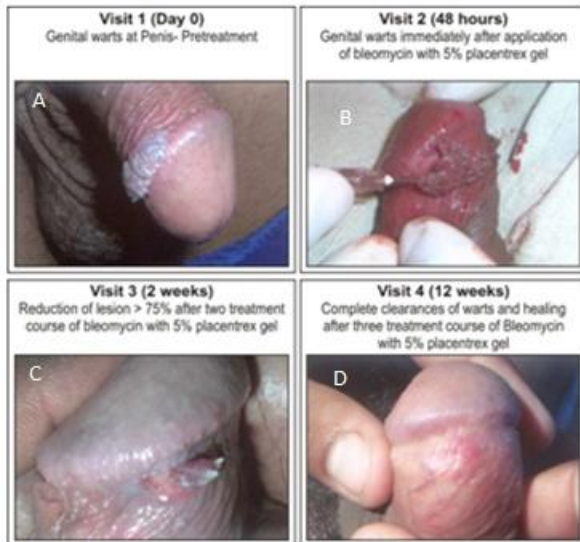 Visit 1 (Day 0)
Genital warts at Penis- Pretreatment
A
Visit 2 (48 hours)
Genital warts immediately after application
of bleomycin with 5% placentrex gel
B
Visit 3 (2 weeks)
Reduction of lesion > 75% after two treatment
course of bleomycin with 5% placentrex gel
C
Visit 4 (12 weeks)
Complete clearances of warts and healing
after three treatment course of Bleomycin
with 5% placentrex gel
D